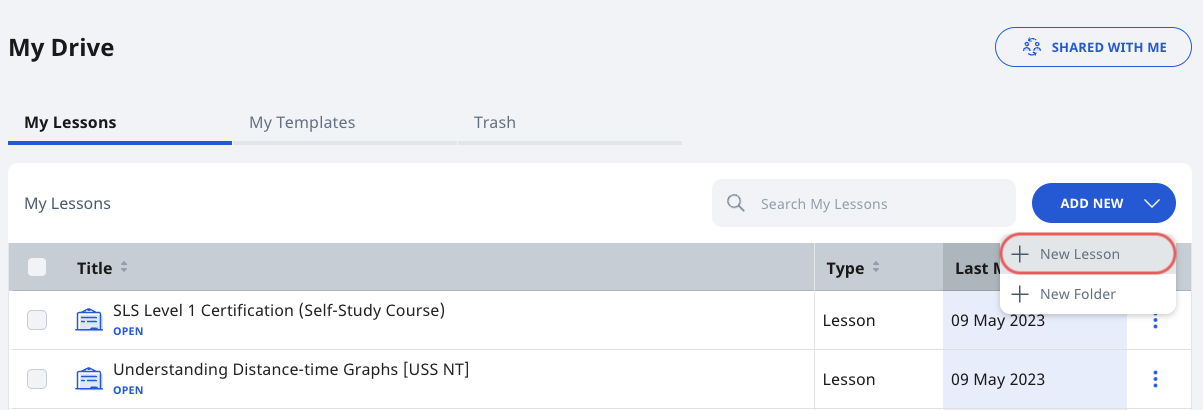 My Drive
SHARED WITH ME
My Lessons My Templates Trash
My Lessons
Search My Lessons
ADD NEW
New Lesson
New Folder
Title Type Last
SLS Level 1 Certification (Self-Study Course)
OPEN
Lesson
09 May 2023
Understanding Distance-time Graphs [USS NT]
OPEN
Lesson
09 May 2023